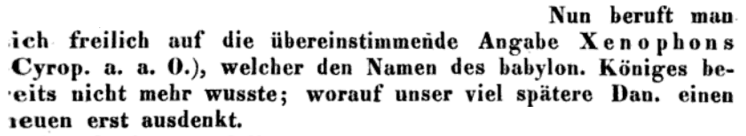 Nun beruft man
ich freilich auf die übereinstimmende Angabe Xenophons
Cyrop. a. a. O.), welcher den Namen des babylon. Königes be-
eits nicht mehr wusste; worauf unser viel spätere Dan. einen
euen erst ausdenkt.